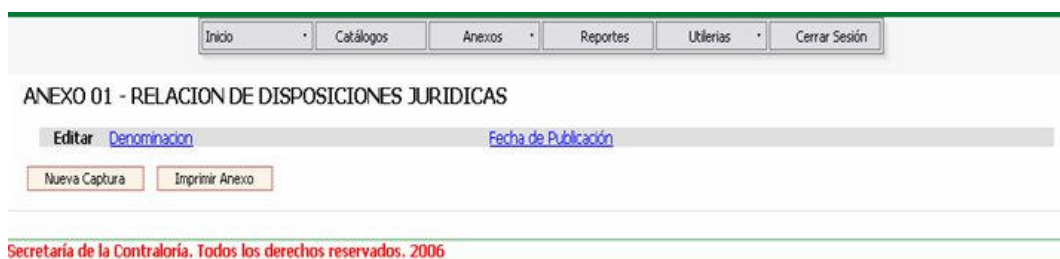 Inicio Catálogos Anexos Reportes Utilerias Cerrar Sesión
ANEXO 01 - RELACION DE DISPOSICIONES JURIDICAS
Editar Denominacion Fecha de Publicación
Nueva Captura Imprimir Anexo
Secretaría de la Contraloría. Todos los derechos reservados. 2006